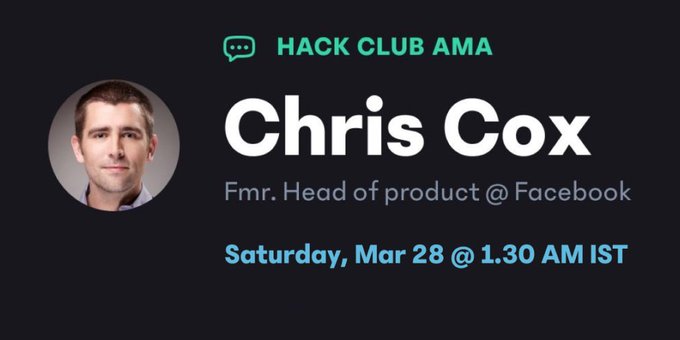 HACK CLUB AMA
Chris Cox
Fmr. Head of product @ Facebook
Saturday, Mar 28 @ 1.30 AM IST